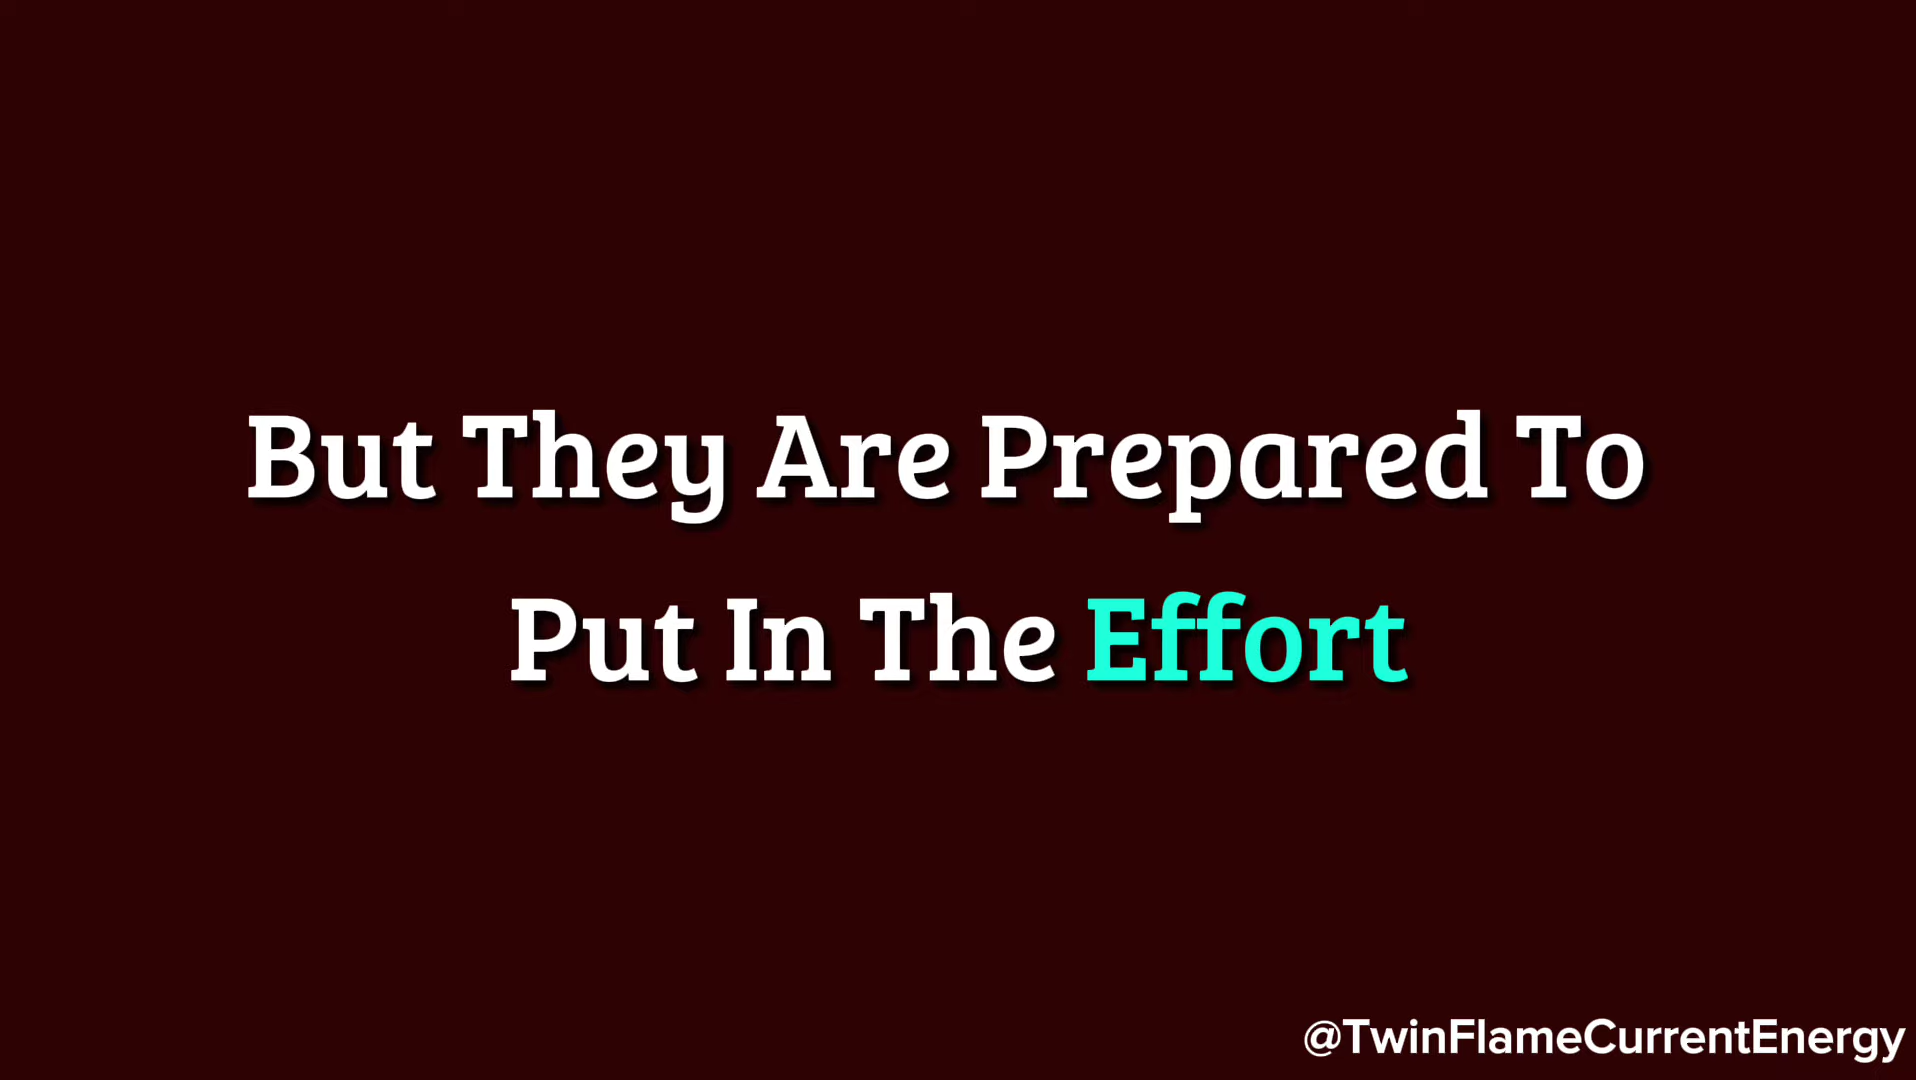 But They Are Prepared To
Put In The Effort
@TwinFlameCurrentEnergy